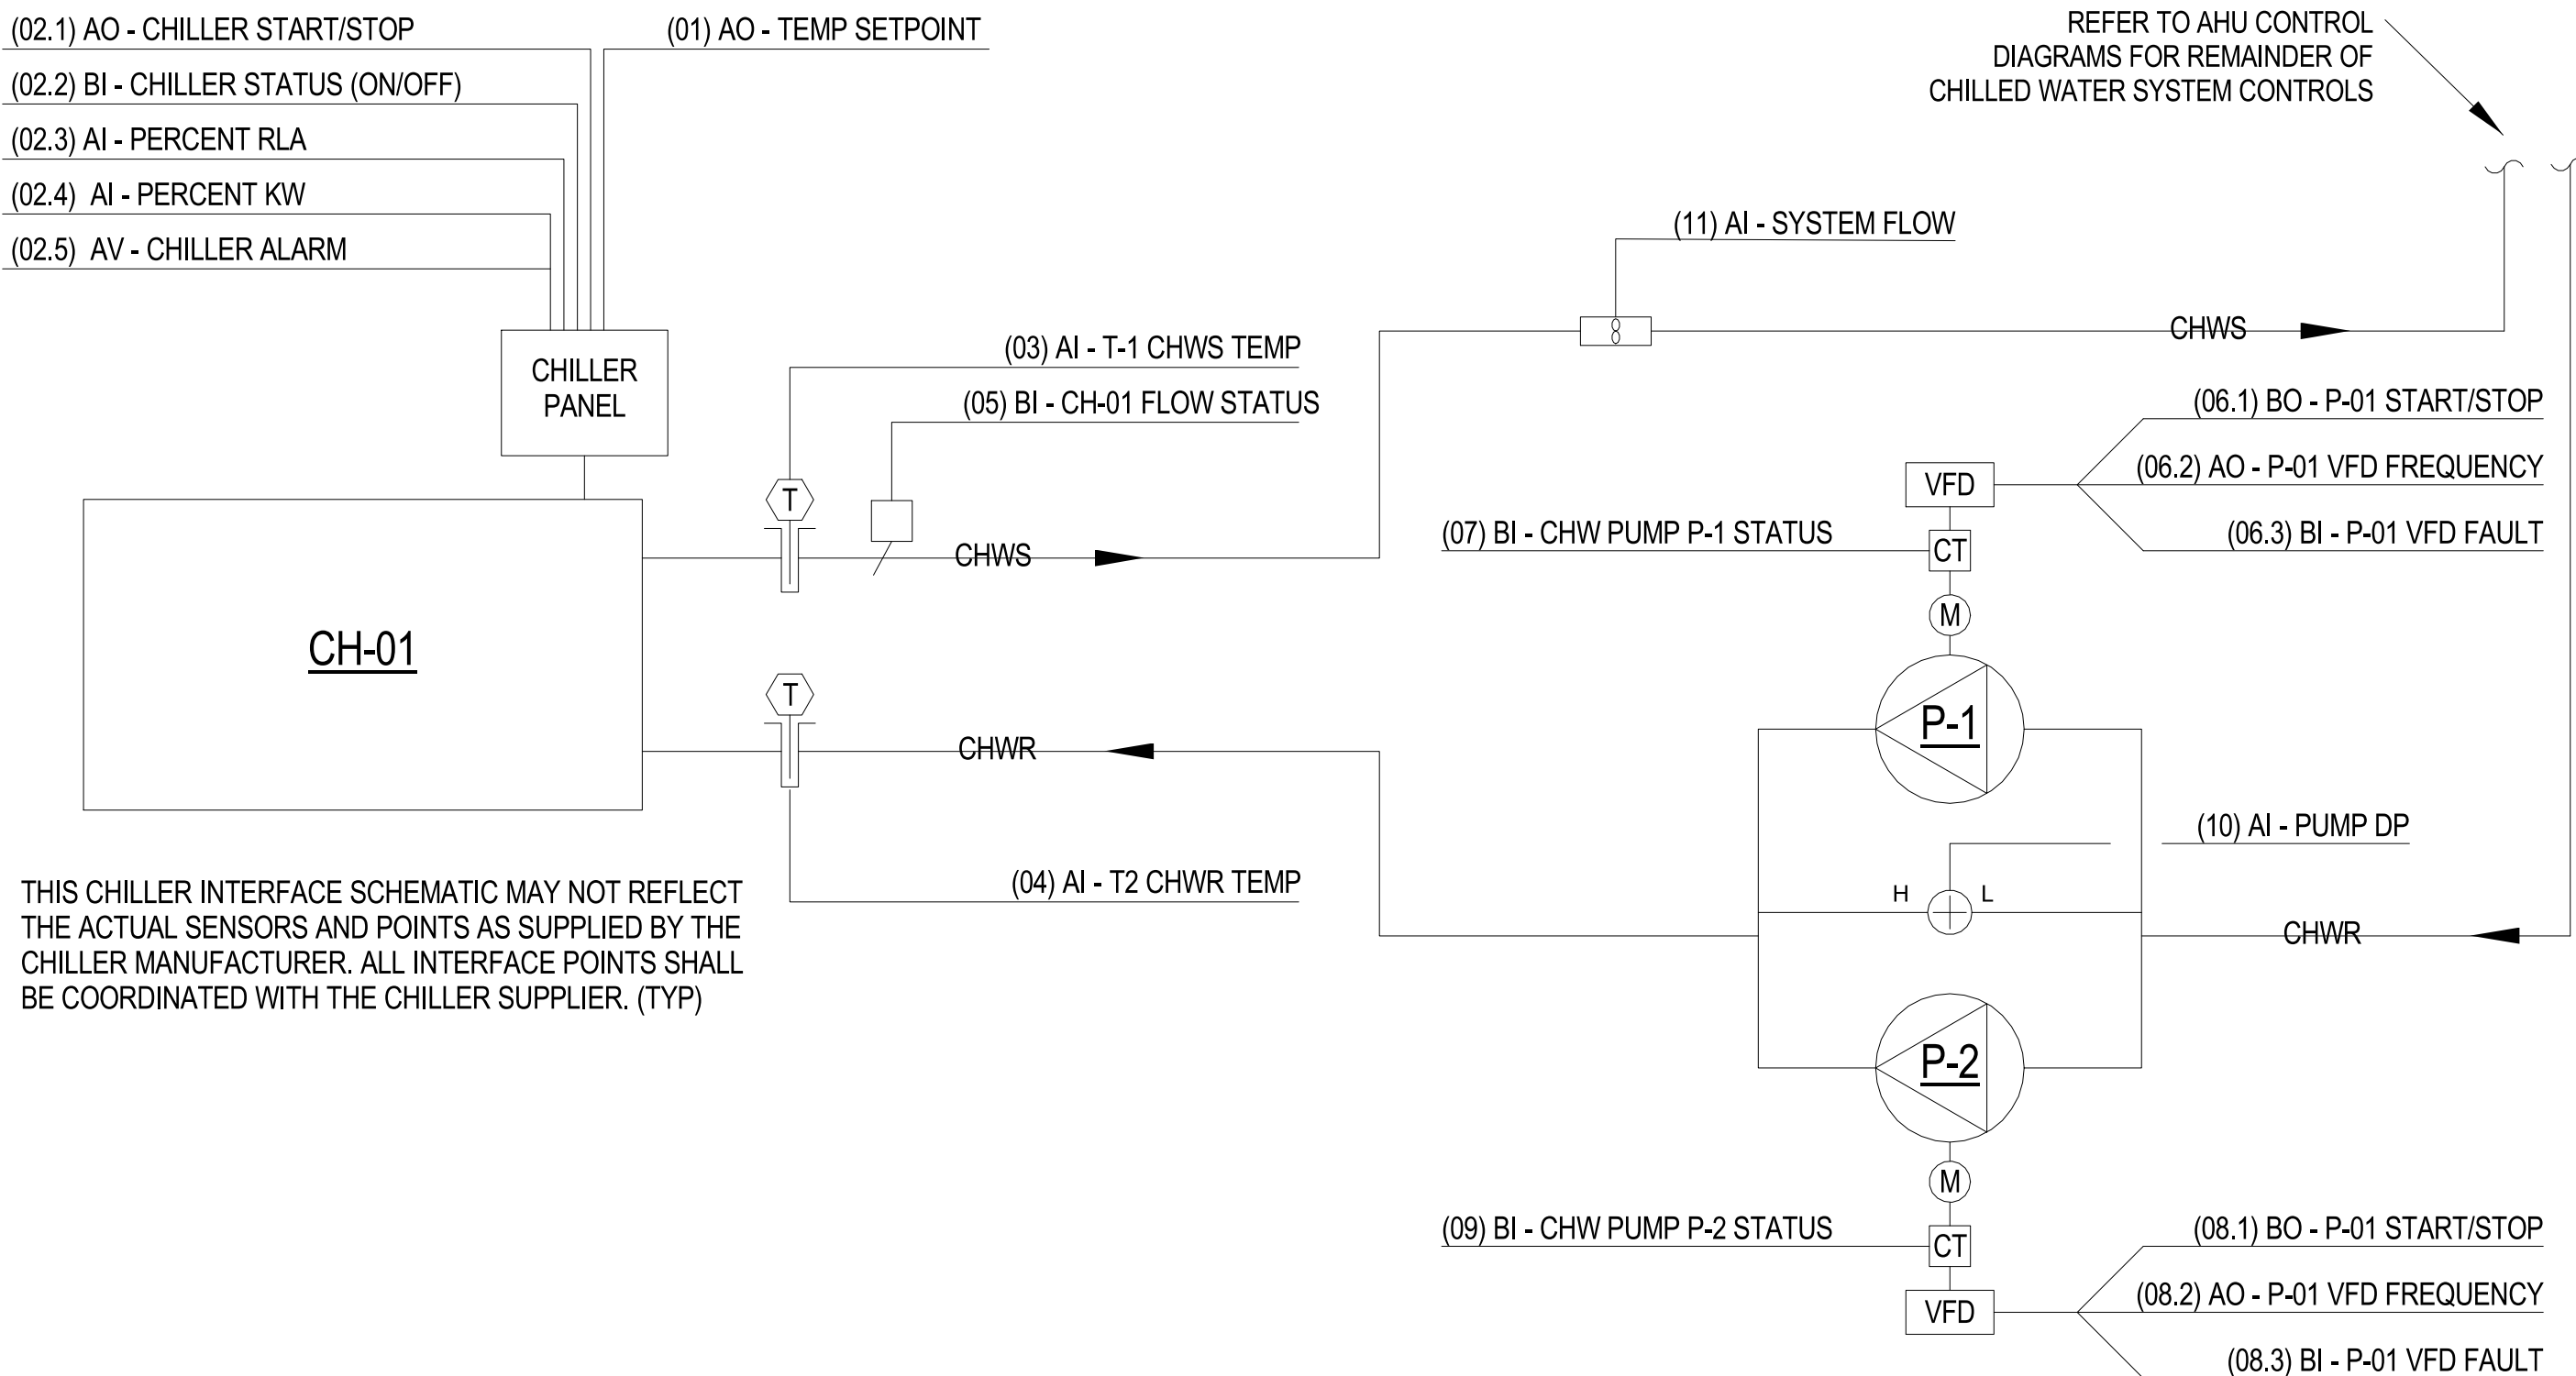 (02.1) AO - CHILLER START/STOP
(01) AO - TEMP SETPOINT
(02.2) BI - CHILLER STATUS (ON/OFF)
(02.3) AI - PERCENT RLA
(02.4) AI - PERCENT KW
(02.5) AV - CHILLER ALARM
REFER TO AHU CONTROL
DIAGRAMS FOR REMAINDER OF
CHILLED WATER SYSTEM CONTROLS
(11) AI - SYSTEM FLOW
CHWS
CHILLER
PANEL
(03) AI - T-1 CHWS TEMP
(05) BI - CH-01 FLOW STATUS
T
CHWS
CH-01
T
CHWR
(04) AI - T2 CHWR TEMP
(06.1) BO - P-01 START/STOP
(06.2) AO - P-01 VFD FREQUENCY
(06.3) BI - P-01 VFD FAULT
VFD
(07) BI - CHW PUMP P-1 STATUS
CT
M
P-1
(10) AI - PUMP DP
H
L
CHWR
P-2
M
(09) BI - CHW PUMP P-2 STATUS
CT
VFD
(08.1) BO - P-01 START/STOP
(08.2) AO - P-01 VFD FREQUENCY
(08.3) BI - P-01 VFD FAULT
THIS CHILLER INTERFACE SCHEMATIC MAY NOT REFLECT
THE ACTUAL SENSORS AND POINTS AS SUPPLIED BY THE
CHILLER MANUFACTURER. ALL INTERFACE POINTS SHALL
BE COORDINATED WITH THE CHILLER SUPPLIER. (TYP)